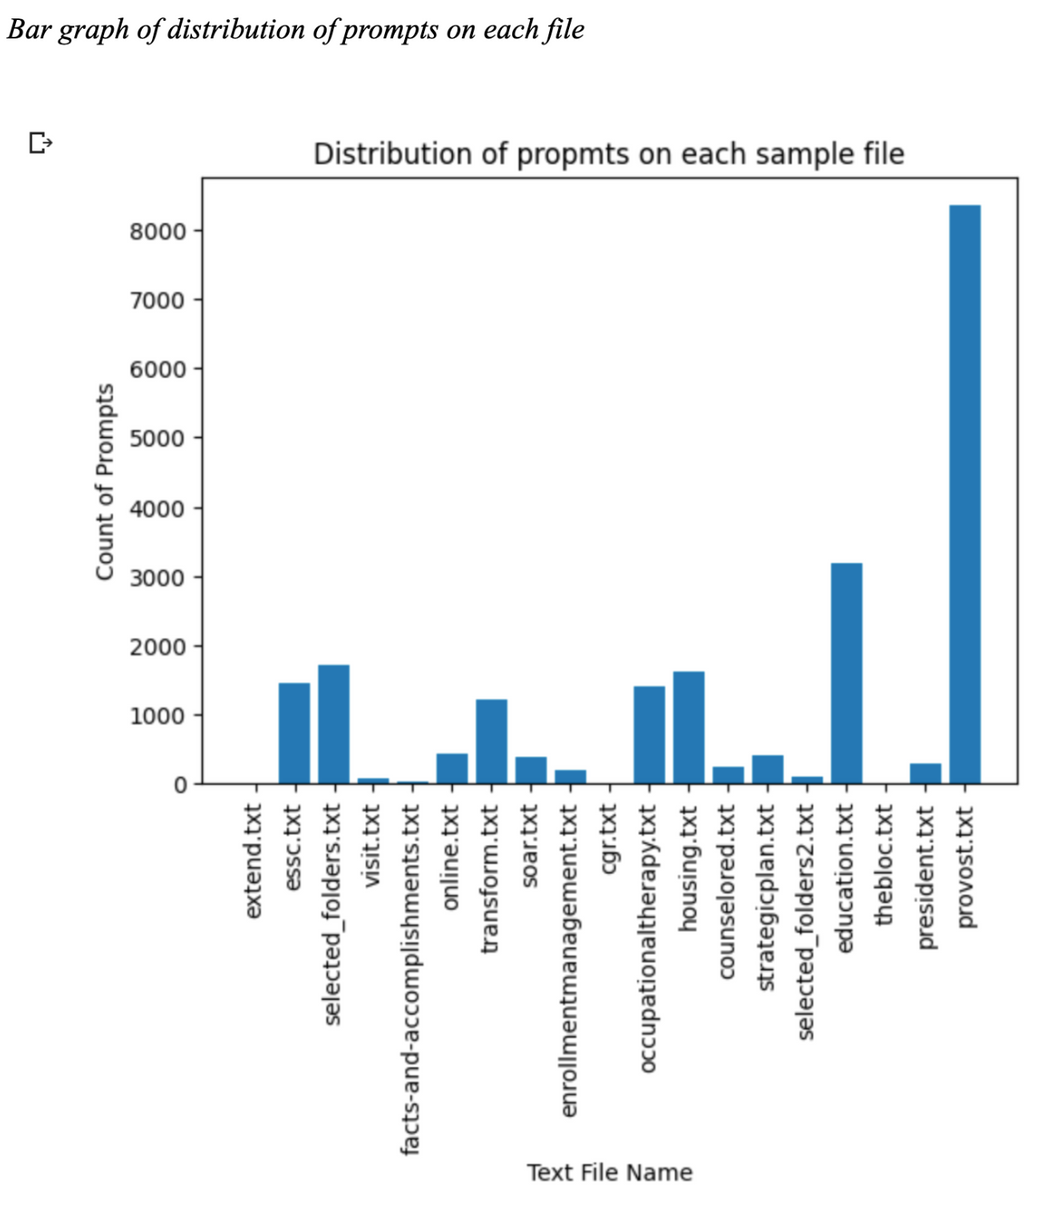 Bar graph of distribution of prompts on each file
Distribution of propmts on each sample file
8000
7000
6000
5000
4000
3000
2000
1000
0
Count of Prompts
extend.txt
essc.txt
selected_folders.txt
visit.txt
facts-and-accomplishments.txt
online.txt
transform.txt
soar.txt
enrollmentmanagement.txt
cgr.txt
occupationaltherapy.txt
housing.txt
counselored.txt
strategicplan.txt
selected_folders2.txt
education.txt
thebloc.txt
president.txt
provost.txt
Text File Name